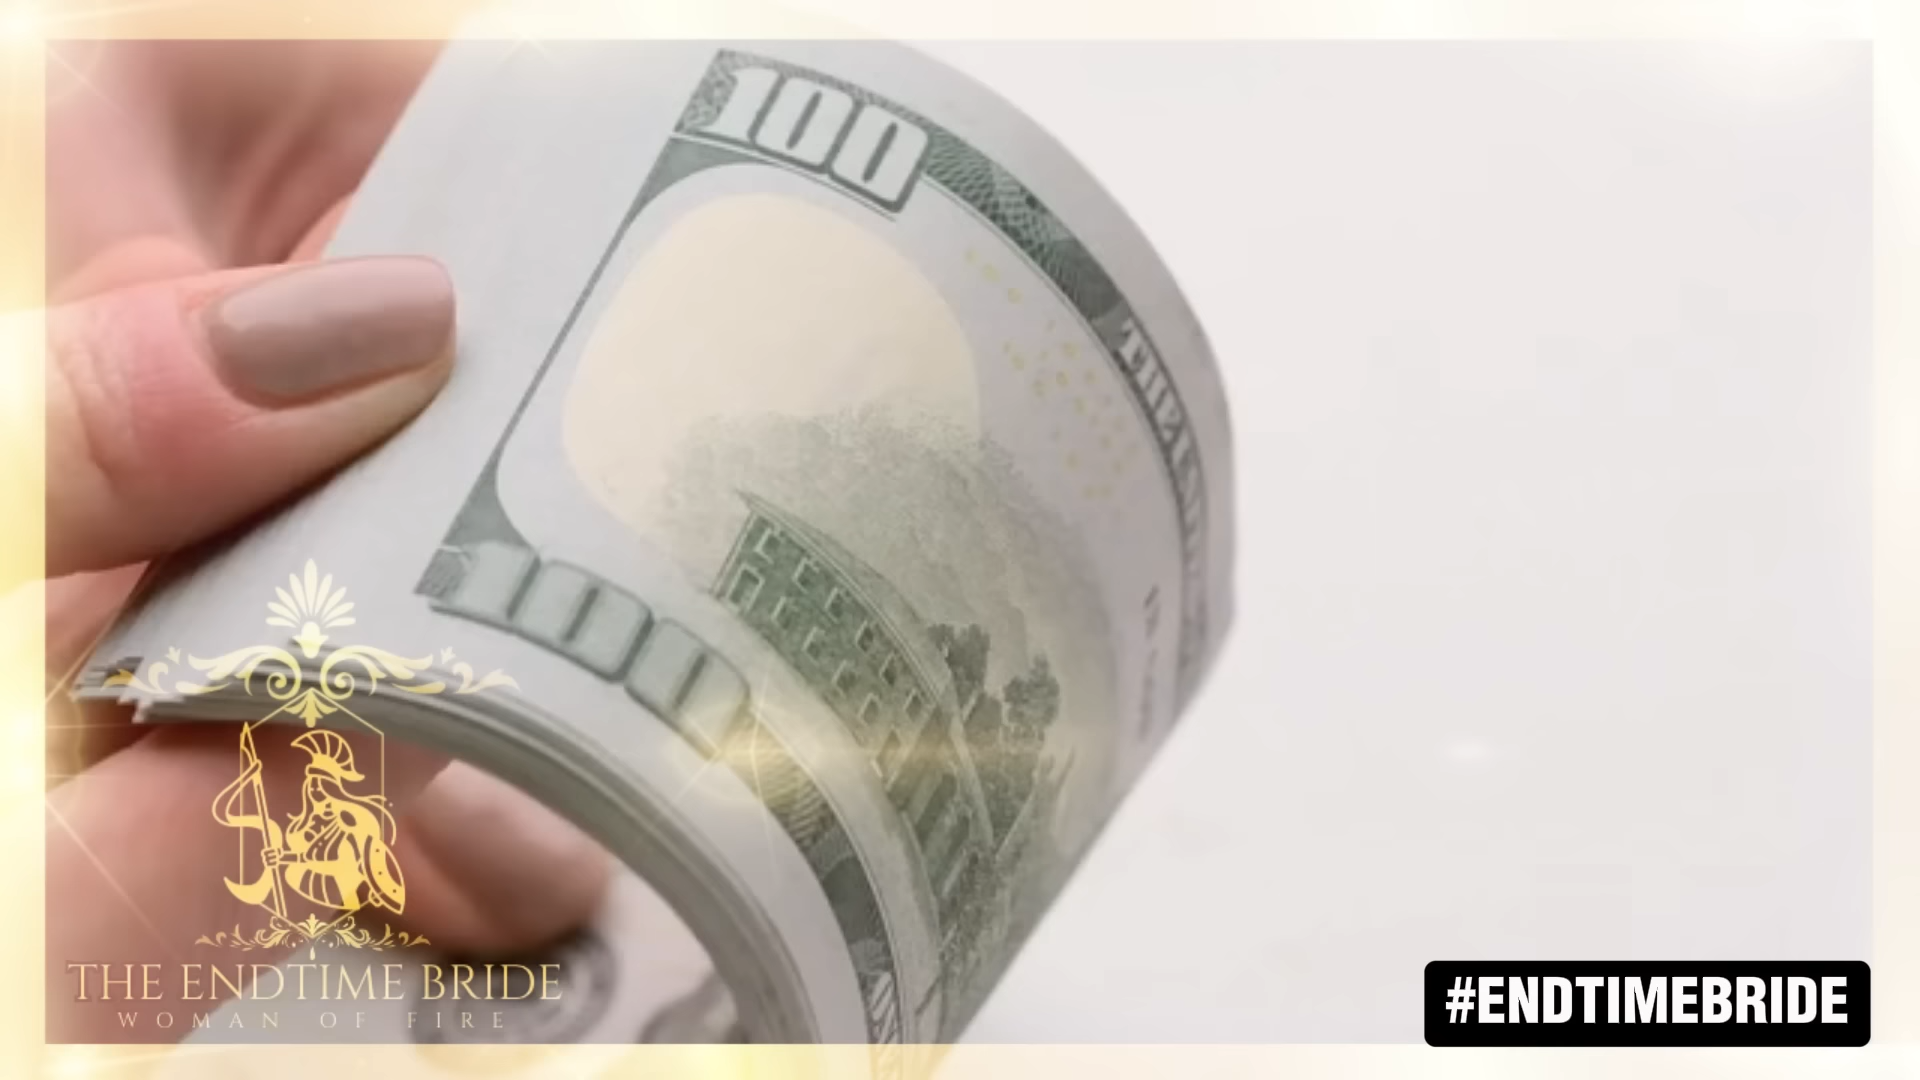 100
100
THE ENDTIME BRIDE
WOMAN OF FIRE
#ENDTIMEBRIDE